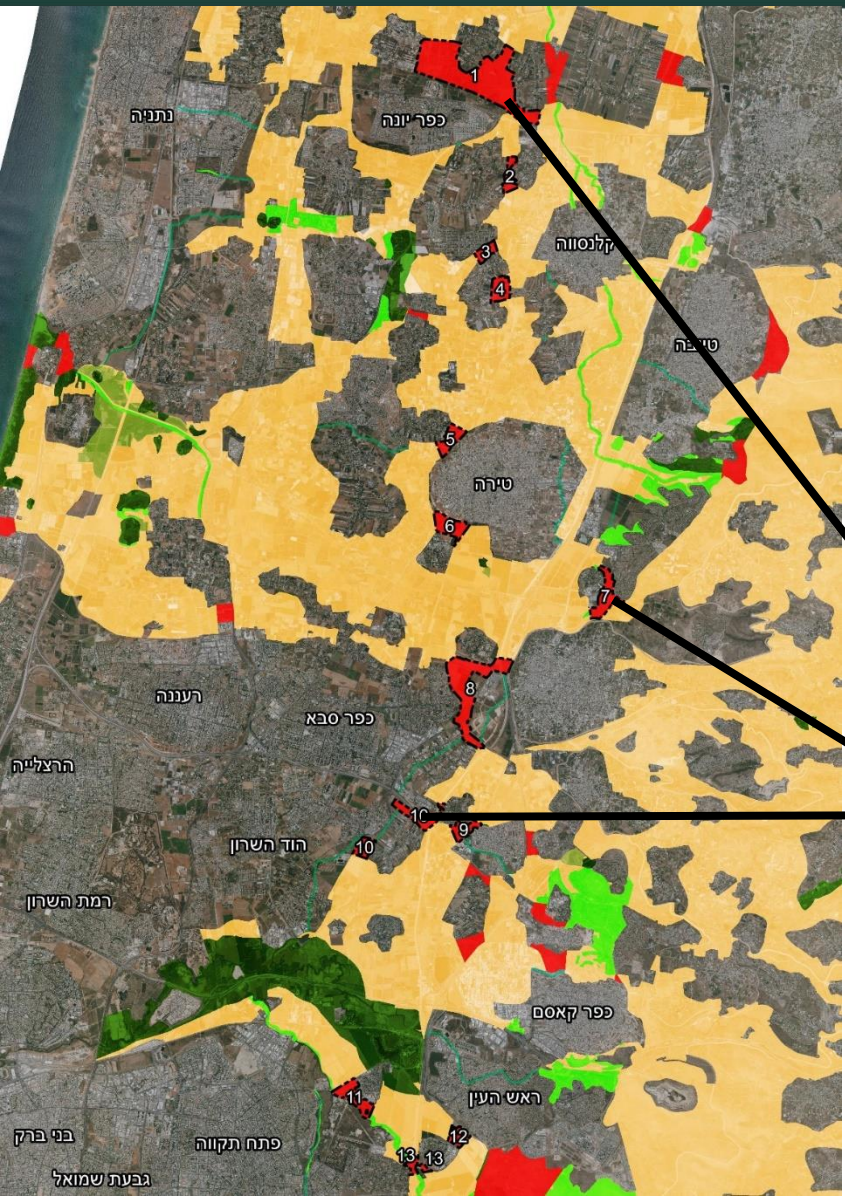 1
נתניה
כפר יונה
2
קלנסווה
3
4
טייבה
5
טירה
6
7
8
רעננה
כפר סבא
הרצלייה
10
9
הוד השרון
10
רמת השרון
כפר קאסם
11
ראש העין
12
בני ברק
פתח תקווה
13
13
גבעת שמואל